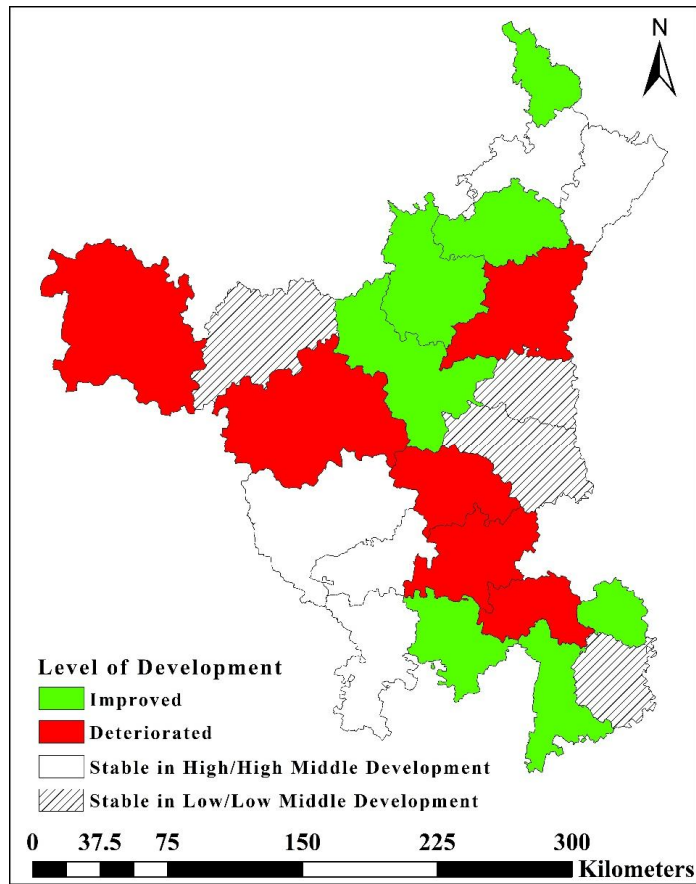 N
Level of Development
Improved
Deteriorated
Stable in High/High Middle Development
Stable in Low/Low Middle Development
0 37.5 75 150 225 300
Kilometers